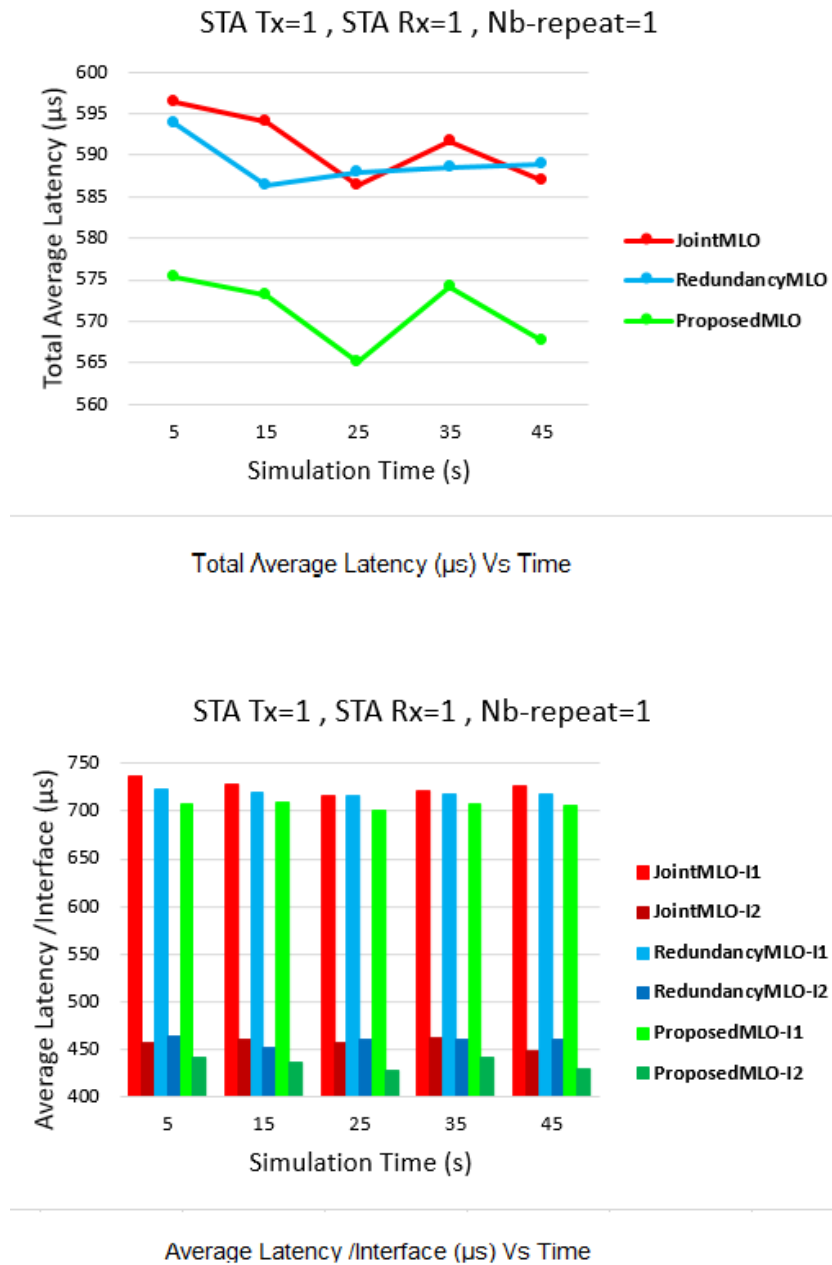 STA Tx=1 , STA Rx=1 , Nb-repeat=1
Total Average Latency (µs)
600
595
590
585
580
575
570
565
560
5 15 25 35 45
Simulation Time (s)
JointMLO
RedundancyMLO
ProposedMLO
Total Average Latency (µs) Vs Time
STA Tx=1 , STA Rx=1 , Nb-repeat=1
Average Latency /Interface (µs)
750
700
650
600
550
500
450
400
5 15 25 35 45
Simulation Time (s)
JointMLO-I1
JointMLO-I2
RedundancyMLO-I1
RedundancyMLO-I2
ProposedMLO-I1
ProposedMLO-I2
Average Latency /Interface (µs) Vs Time